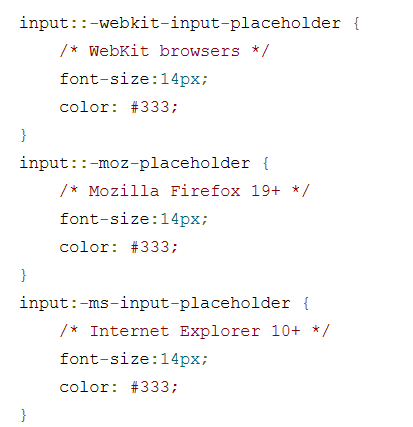 input::-webkit-input-placeholder {
    /* WebKit browsers */
    font-size:14px;
    color: #333;
}
input::-moz-placeholder {
    /* Mozilla Firefox 19+ */
    font-size:14px;
    color: #333;
}
input:-ms-input-placeholder {
    /* Internet Explorer 10+ */
    font-size:14px;
    color: #333;
}